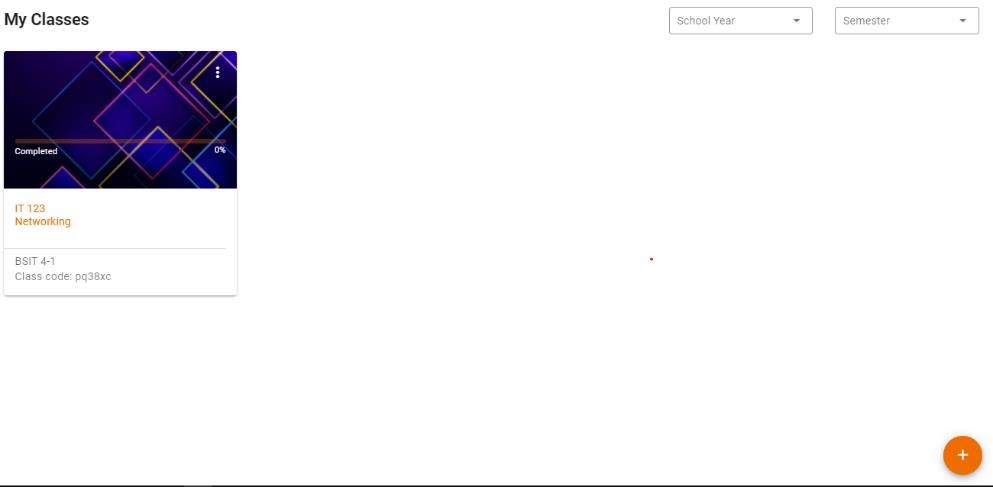 My Classes
School Year
Semester
Completed 0%
IT 123
Networking
BSIT 4-1
Class code: pq38xc
+